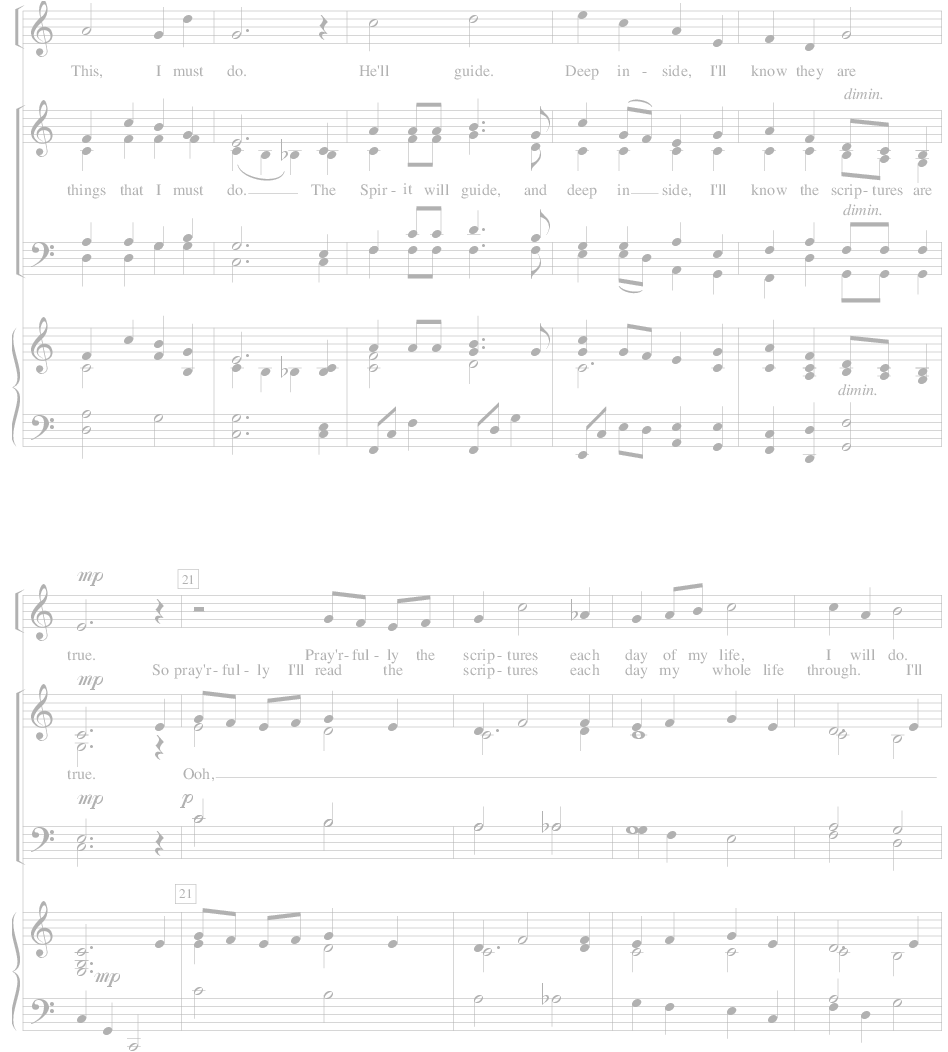 This, I must do. He'll guide. Deep in - side, I'll know they are
dimin.
things that I must do. The Spir - it will guide, and deep in side, I'll know the scrip - tures are
dimin.
dimin.
mp
21
true. Pray'r - ful - ly the scrip - tures each day of my life, I will do.
So pray'r - ful - ly I'll read the scrip - tures each day my whole life through. I'll
mp
true. Ooh,
mp p
21
mp